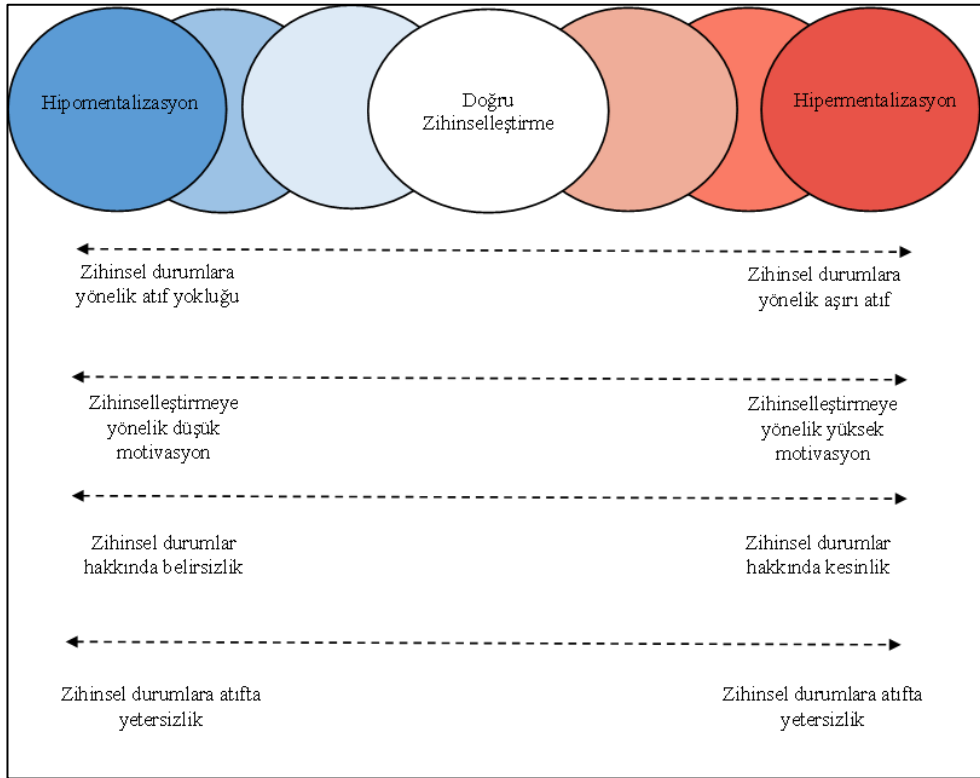 Hipomentalizasyon
Doğru
Zihinselleştirme
Hipermentalizasyon
Zihinsel durumlara
yönelik atıf yokluğu
Zihinsel durumlara
yönelik aşırı atıf
Zihinselleştirmeye
yönelik düşük
motivasyon
Zihinselleştirmeye
yönelik yüksek
motivasyon
Zihinsel durumlar
hakkında belirsizlik
Zihinsel durumlar
hakkında kesinlik
Zihinsel durumlara atıfta
yetersizlik
Zihinsel durumlara atıfta
yetersizlik